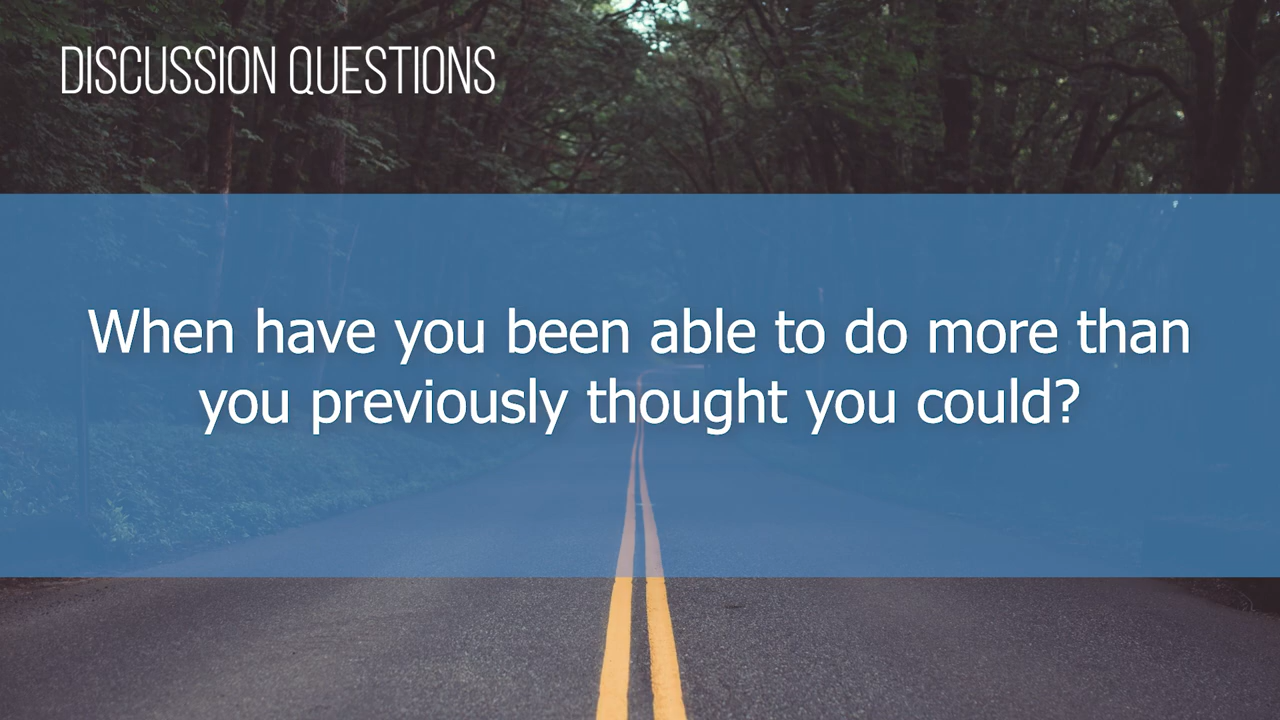 DISCUSSION QUESTIONS
When have you been able to do more than
you previously thought you could?